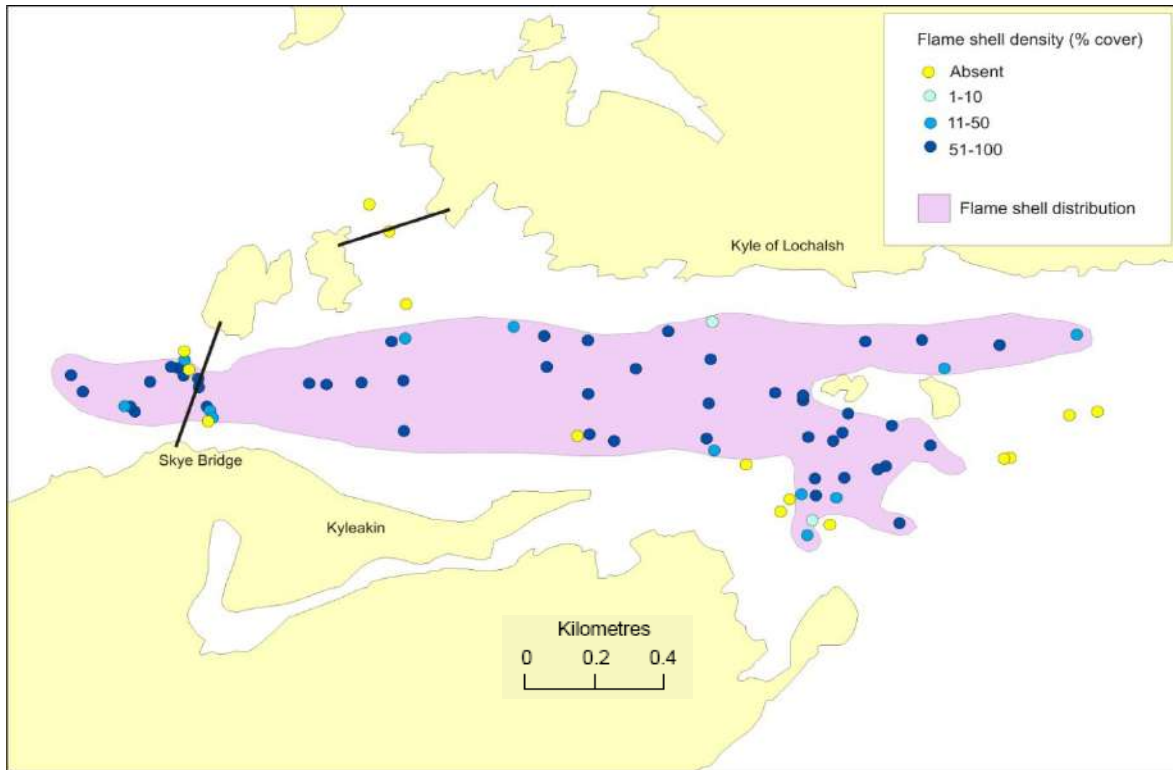 Flame shell density (% cover)
Absent
1-10
11-50
51-100
Flame shell distribution
Kyle of Lochalsh
Skye Bridge
Kyleakin
Kilometres
0 0.2 0.4